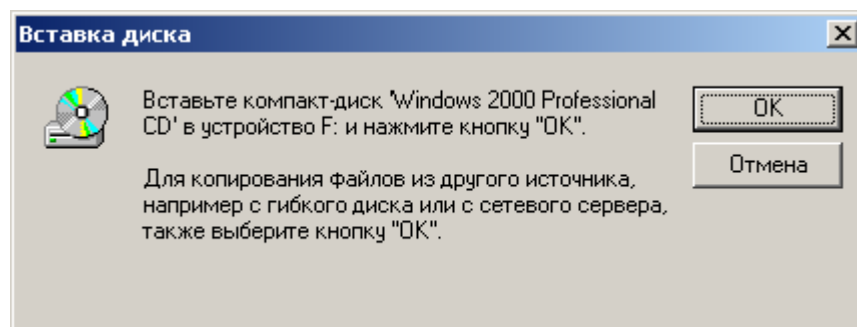 Вставка диска
Вставьте компакт-диск 'Windows 2000 Professional
CD' в устройство F: и нажмите кнопку "OK".
Для копирования файлов из другого источника,
например с гибкого диска или с сетевого сервера,
также выберите кнопку "OK".
OK
Отмена